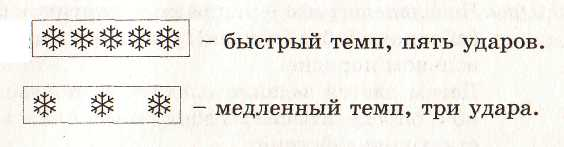 – быстрый темп, пять ударов.
– медленный темп, три удара.